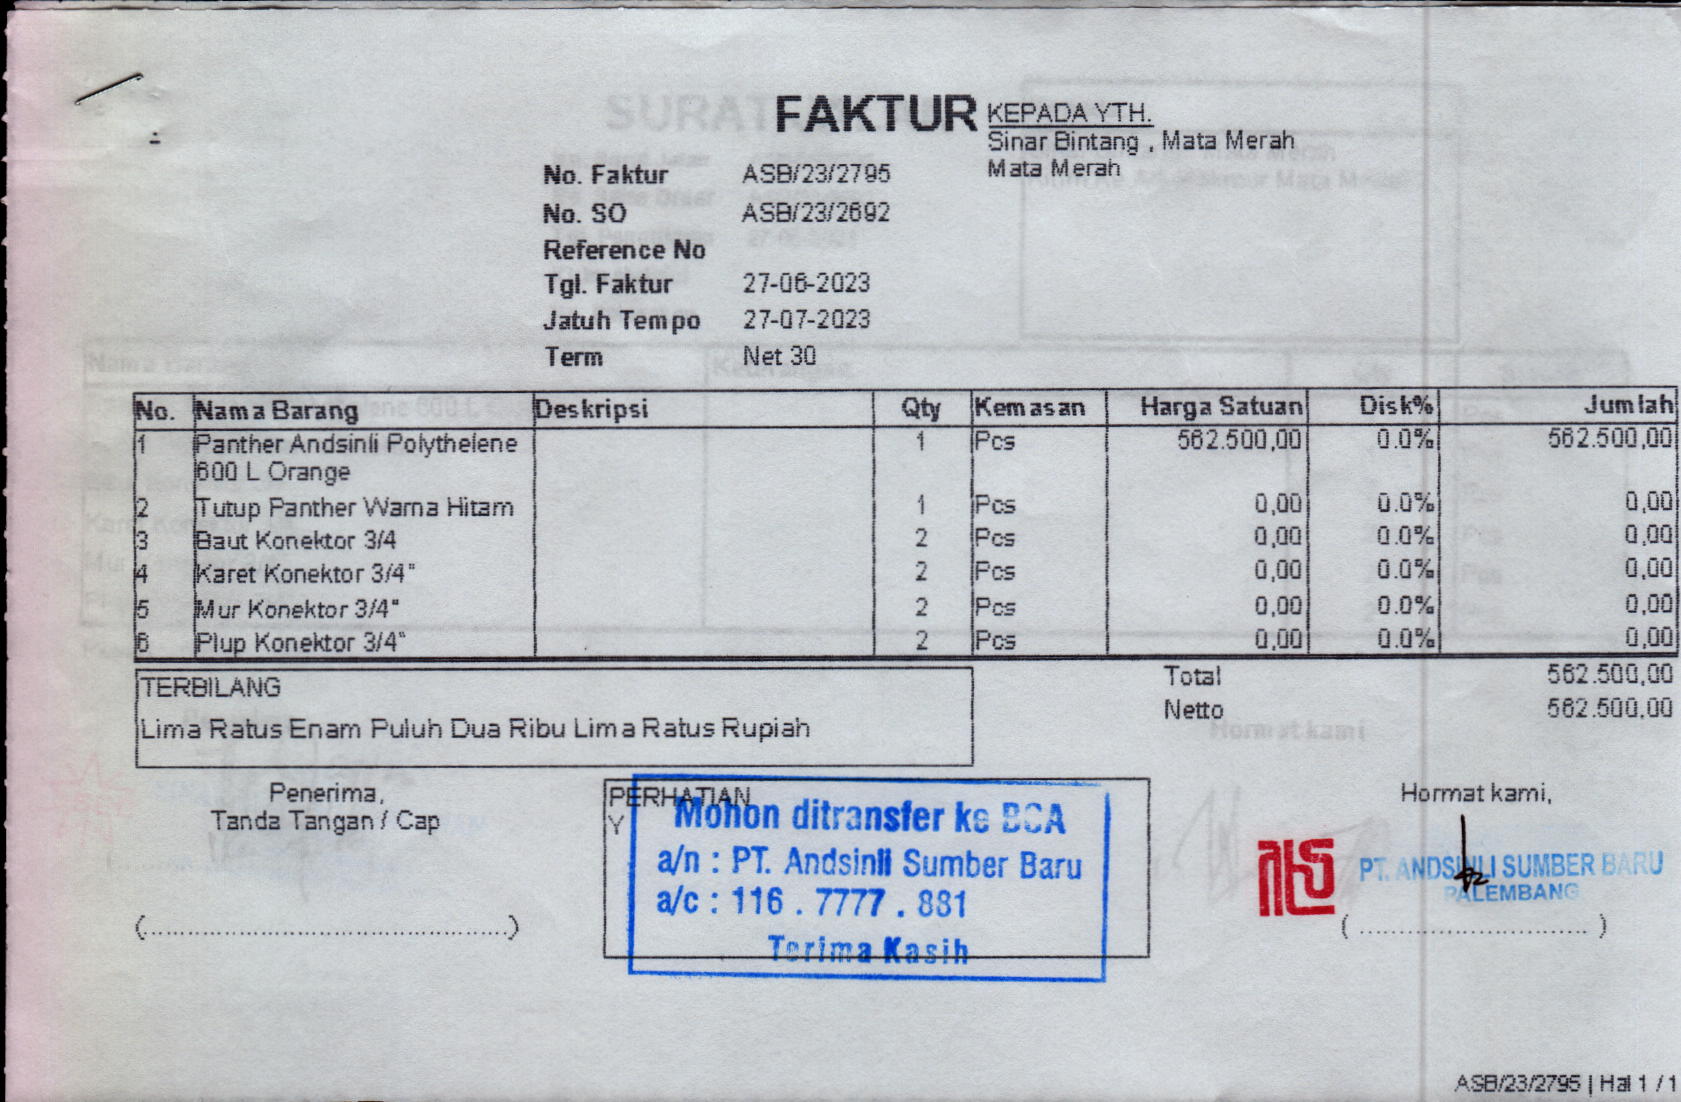 FAKTUR
KEPADA YTH.
Sinar Bintang , Mata Merah
Mata Merah
No. Faktur ASB/23/2795
No. SO ASB/23/2692
Reference No
Tgl. Faktur 27-06-2023
Jatuh Tempo 27-07-2023
Term Net 30
No. Nama Barang Deskripsi Qty Kemasan Harga Satuan Disk% Jumlah
1 Panther Andsinli Polythelene 1 Pcs 562.500,00 0.0% 562.500,00
600 L Orange
2 Tutup Panther Warna Hitam 1 Pcs 0,00 0.0% 0,00
3 Baut Konektor 3/4 2 Pcs 0,00 0.0% 0,00
4 Karet Konektor 3/4" 2 Pcs 0,00 0.0% 0,00
5 Mur Konektor 3/4" 2 Pcs 0,00 0.0% 0,00
6 Plup Konektor 3/4" 2 Pcs 0,00 0.0% 0,00
Total 562.500,00
Netto 562.500,00
TERBILANG
Lima Ratus Enam Puluh Dua Ribu Lima Ratus Rupiah
Penerima,
Tanda Tangan / Cap
(........................................)
PERHATIAN
Y
Mohon ditransfer ke BCA
a/n : PT. Andsinli Sumber Baru
a/c : 116 . 7777 . 881
Terima Kasih
Hormat kami,
PT. ANDSINLI SUMBER BARU
PALEMBANG
( ............................ )
ASB/23/2795 | Hal 1 / 1